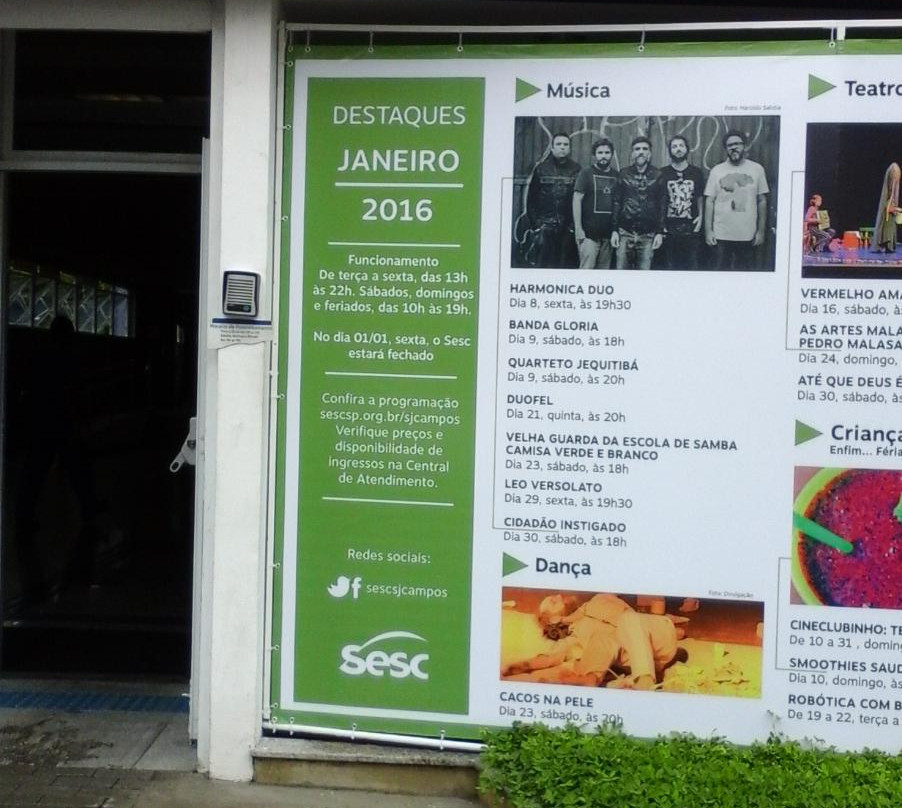 DESTAQUES
JANEIRO
2016
Funcionamento
De terça a sexta, das 13h
às 22h. Sábados, domingos
e feriados, das 10h às 19h.
No dia 01/01, sexta, o Sesc
estará fechado
Confira a programação
sescsp.org.br/sjcampos
Verifique preços e
disponibilidade de
ingressos na Central
de Atendimento.
Redes sociais:
sescsjcampos
Sesc
Música
HARMONICA DUO
Dia 8, sexta, às 19h30
BANDA GLORIA
Dia 9, sábado, às 18h
QUARTETO JEQUITIBÁ
Dia 9, sábado, às 20h
DUOFEL
Dia 21, quinta, às 20h
VELHA GUARDA DA ESCOLA DE SAMBA
CAMISA VERDE E BRANCO
Dia 23, sábado, às 18h
LEO VERSOLATO
Dia 29, sexta, às 19h30
CIDADÃO INSTIGADO
Dia 30, sábado, às 18h
Dança
Foto: Divulgação
CACOS NA PELE
Dia 23, sábado, às 20h
Teatro
VERMELHO AMA
Dia 16, sábado, à
AS ARTES MALA
PEDRO MALASA
Dia 24, domingo,
ATÉ QUE DEUS É
Dia 30, sábado, à
Criança
Enfim... Féria
CINECLUBINHO: TE
De 10 a 31 , doming
SMOOTHIES SAUD
Dia 10, domingo, às
ROBÓTICA COM B
De 19 a 22, terça a